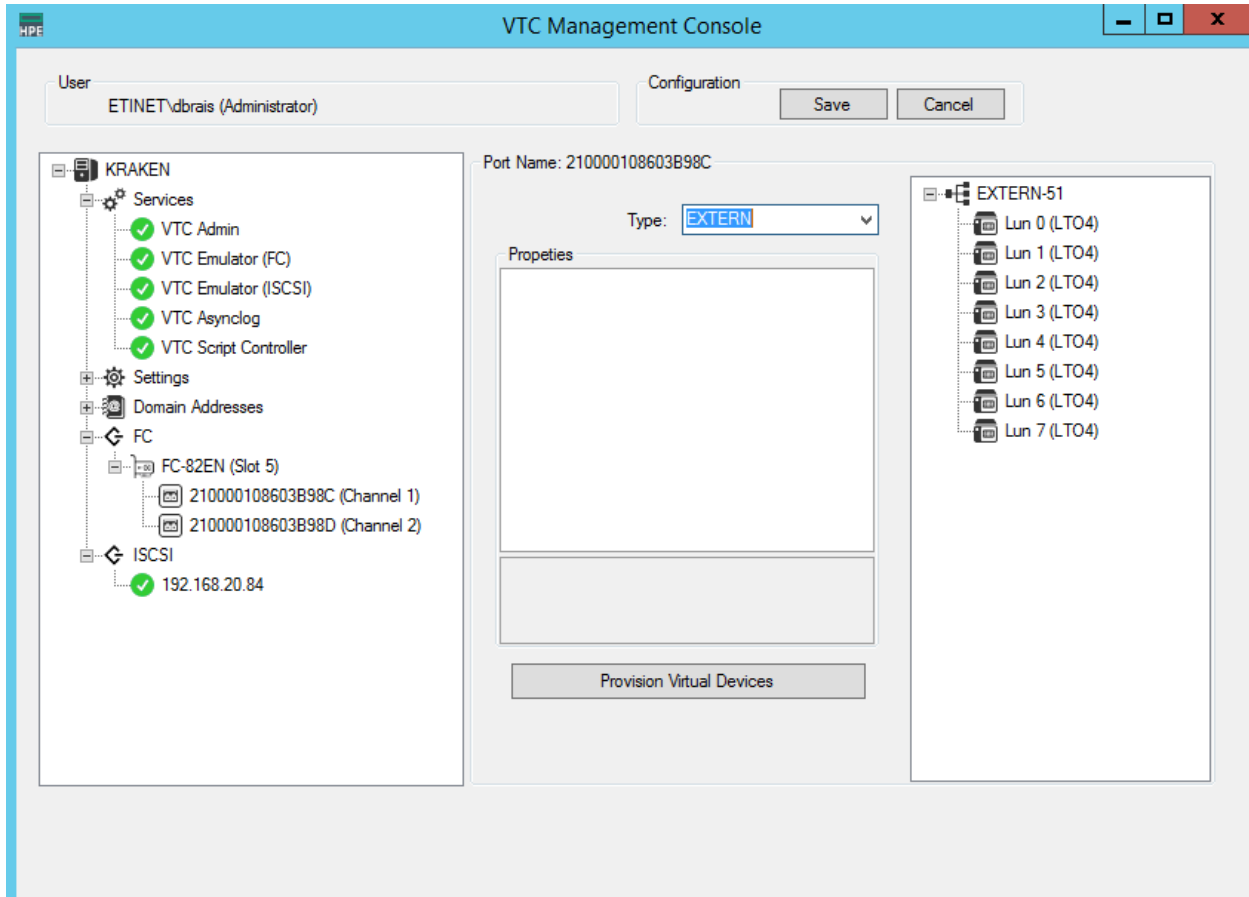 HPE
VTC Management Console
User
ETINET\dbrais (Administrator)
Configuration
Save
Cancel
KRAKEN
Services
VTC Admin
VTC Emulator (FC)
VTC Emulator (ISCSI)
VTC Asynclog
VTC Script Controller
Settings
Domain Addresses
FC
FC-82EN (Slot 5)
210000108603B98C (Channel 1)
210000108603B98D (Channel 2)
ISCSI
192.168.20.84
Port Name: 210000108603B98C
Type: EXTERN
Propeties
Provision Virtual Devices
EXTERN-51
Lun 0 (LTO4)
Lun 1 (LTO4)
Lun 2 (LTO4)
Lun 3 (LTO4)
Lun 4 (LTO4)
Lun 5 (LTO4)
Lun 6 (LTO4)
Lun 7 (LTO4)